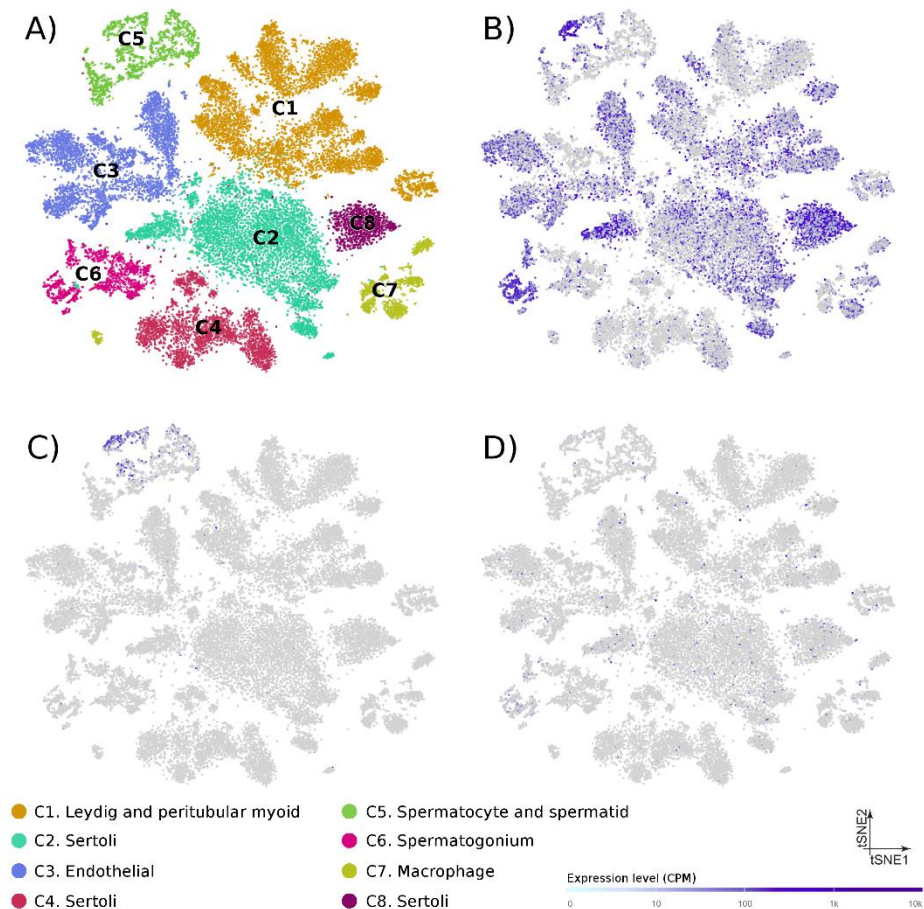 A)
B)
C5
C1
C3
C8
C2
C6
C7
C4
C)
D)
C1. Leydig and peritubular myoid
C5. Spermatocyte and spermatid
C2. Sertoli
C6. Spermatogonium
C3. Endothelial
C7. Macrophage
C4. Sertoli
C8. Sertoli
tSNE2
tSNE1
Expression level (CPM)
0 10 100 1k 10k